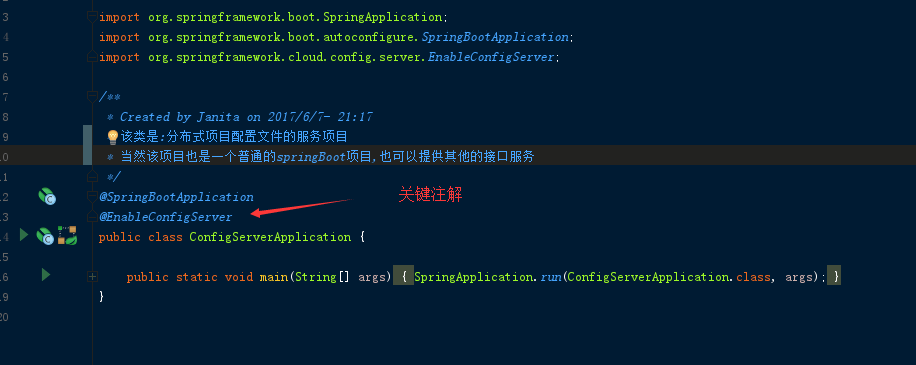 3 import org.springframework.boot.SpringApplication;
4 import org.springframework.boot.autoconfigure.SpringBootApplication;
5 import org.springframework.cloud.config.server.EnableConfigServer;
6
7 /**
8 * Created by Janita on 2017/6/7- 21:17
9 该类是:分布式项目配置文件的服务项目
10 * 当然该项目也是一个普通的springBoot项目,也可以提供其他的接口服务
11 */
12 @SpringBootApplication 关键注解
13 @EnableConfigServer
14 public class ConfigServerApplication {
16 public static void main(String[] args) { SpringApplication.run(ConfigServerApplication.class, args); }
19 }
20